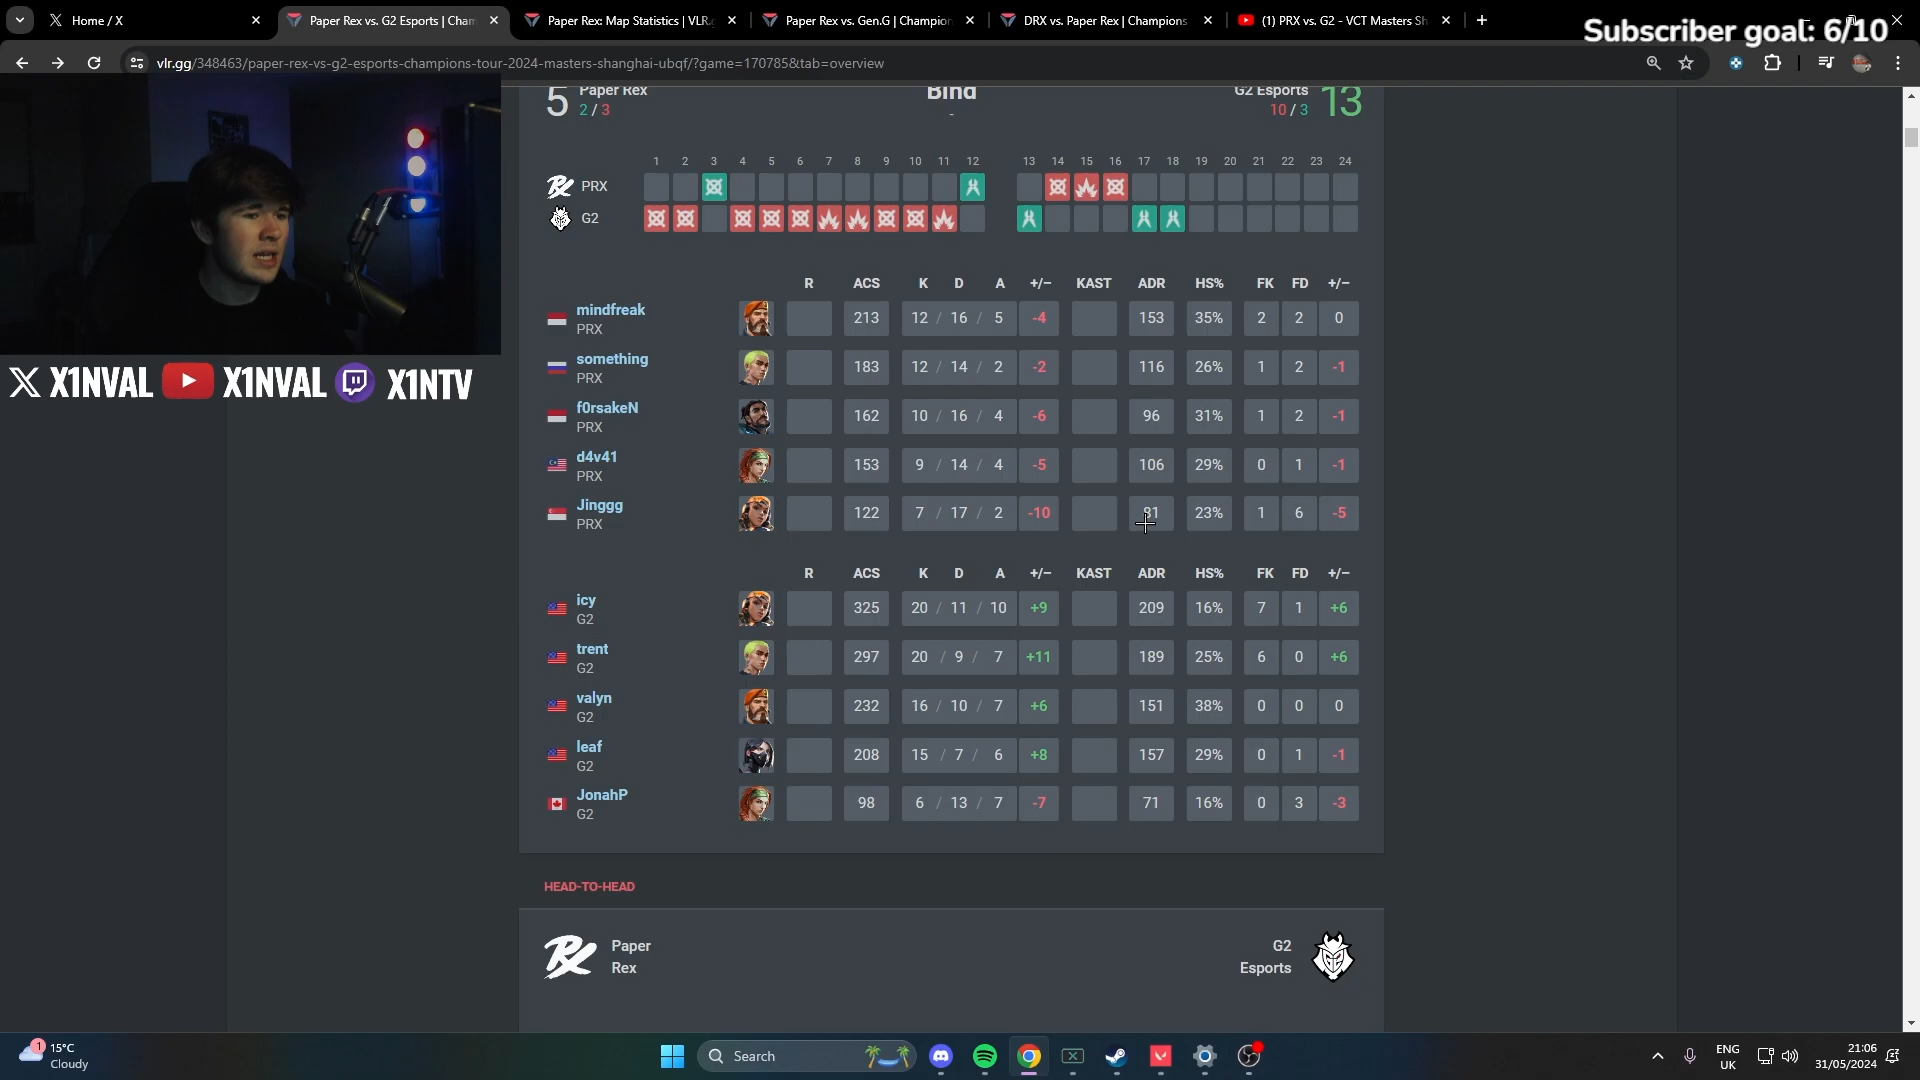 Home / X
Paper Rex vs. G2 Esports | Cham
Paper Rex: Map Statistics | VLR.g
Paper Rex vs. Gen.G | Champion
DRX vs. Paper Rex | Champions
(1) PRX vs. G2 - VCT Masters Sh
Subscriber goal: 6/10
vlr.gg/348463/paper-rex-vs-g2-esports-champions-tour-2024-masters-shanghai-ubqf/?game=170785&tab=overview
5 Paper Rex 2 / 3
Bind
-
G2 Esports 10 / 3 13
1 2 3 4 5 6 7 8 9 10 11 12 13 14 15 16 17 18 19 20 21 22 23 24
PRX
G2
R ACS K D A +/– KAST ADR HS% FK FD +/–
mindfreak 213 12 / 16 / 5 -4 153 35% 2 2 0
PRX
something 183 12 / 14 / 2 -2 116 26% 1 2 -1
PRX
f0rsakeN 162 10 / 16 / 4 -6 96 31% 1 2 -1
PRX
d4v41 153 9 / 14 / 4 -5 106 29% 0 1 -1
PRX
Jinggg 122 7 / 17 / 2 -10 81 23% 1 6 -5
PRX
R ACS K D A +/– KAST ADR HS% FK FD +/–
icy 325 20 / 11 / 10 +9 209 16% 7 1 +6
G2
trent 297 20 / 9 / 7 +11 189 25% 6 0 +6
G2
valyn 232 16 / 10 / 7 +6 151 38% 0 0 0
G2
leaf 208 15 / 7 / 6 +8 157 29% 0 1 -1
G2
JonahP 98 6 / 13 / 7 -7 71 16% 0 3 -3
G2
HEAD-TO-HEAD
Paper Rex
G2 Esports
X1NVAL X1NVAL X1NTV
1 15°C
Cloudy
Search
ENG
UK
21:06
31/05/2024